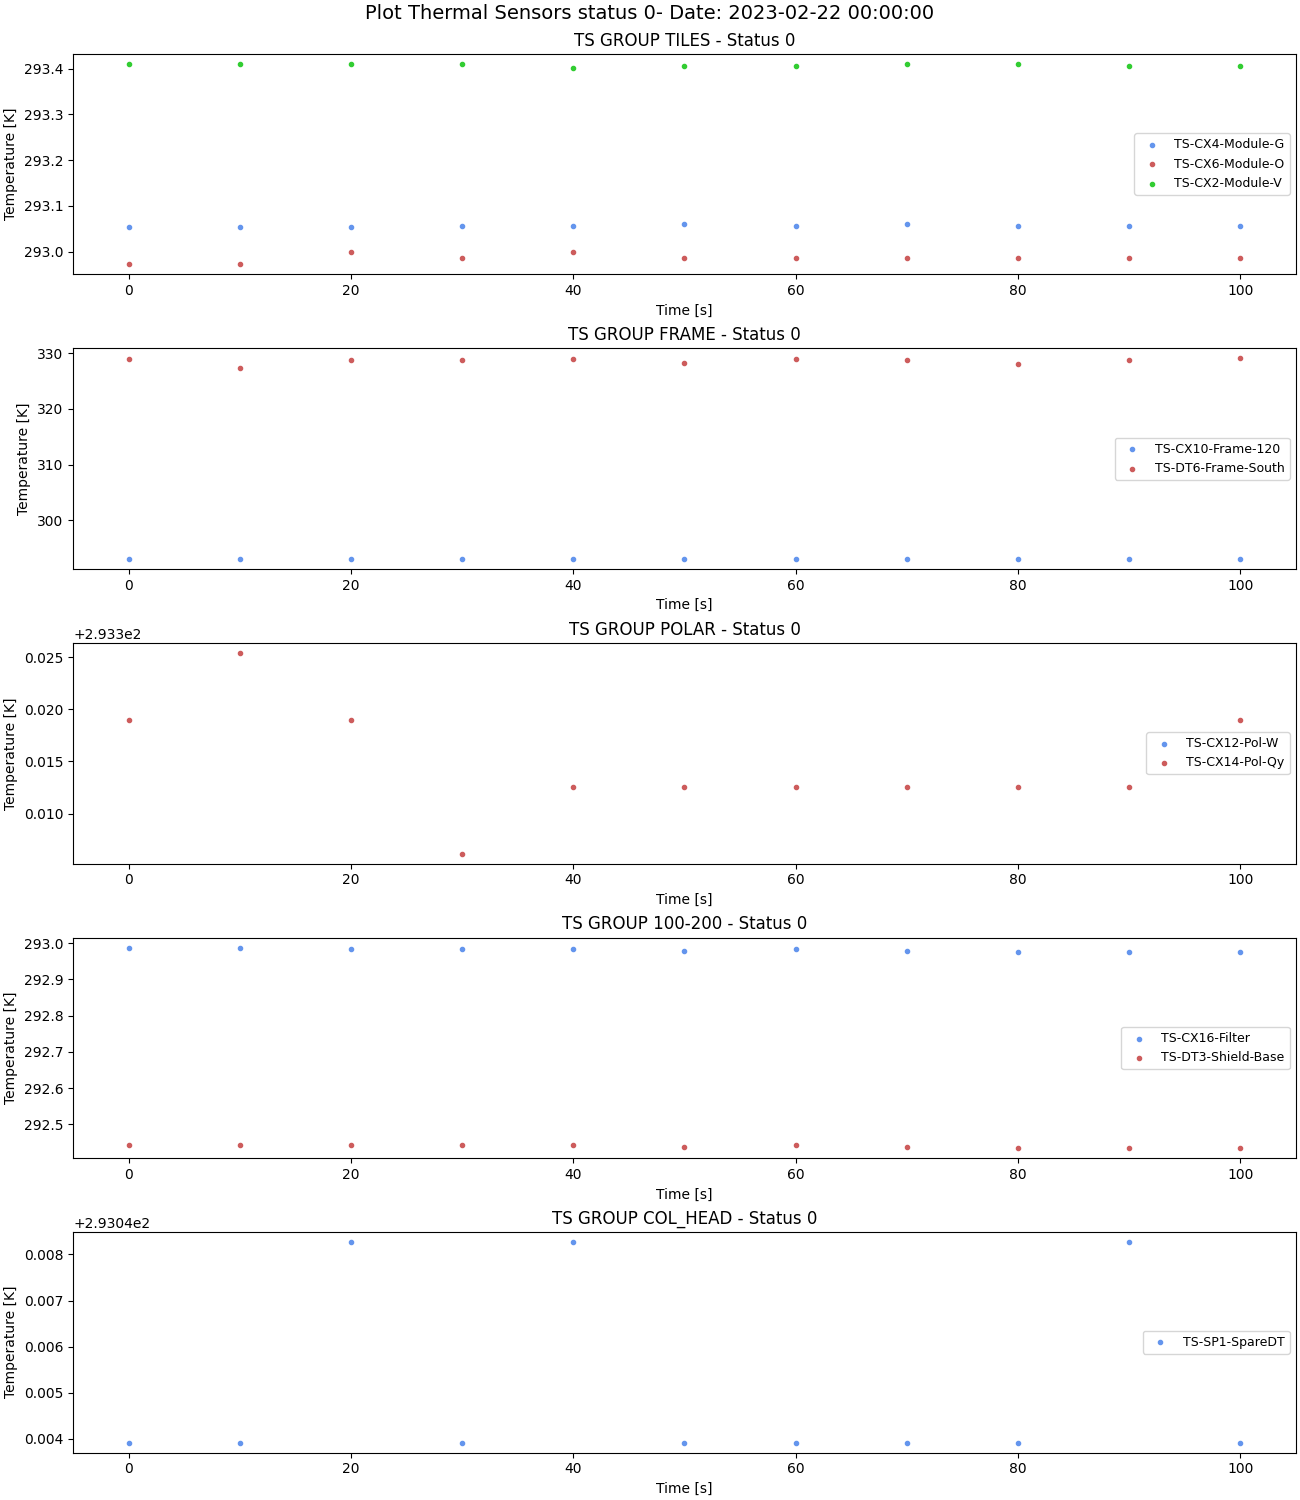 Plot Thermal Sensors status 0- Date: 2023-02-22 00:00:00
TS GROUP TILES - Status 0
293.4
293.3
293.2
293.1
293.0
Temperature [K]
TS-CX4-Module-G
TS-CX6-Module-O
TS-CX2-Module-V
0 20 40 60 80 100
Time [s]
TS GROUP FRAME - Status 0
330
320
310
300
Temperature [K]
TS-CX10-Frame-120
TS-DT6-Frame-South
0 20 40 60 80 100
Time [s]
TS GROUP POLAR - Status 0
+2.933e2
0.025
0.020
0.015
0.010
Temperature [K]
TS-CX12-Pol-W
TS-CX14-Pol-Qy
0 20 40 60 80 100
Time [s]
TS GROUP 100-200 - Status 0
293.0
292.9
292.8
292.7
292.6
292.5
Temperature [K]
TS-CX16-Filter
TS-DT3-Shield-Base
0 20 40 60 80 100
Time [s]
TS GROUP COL_HEAD - Status 0
+2.9304e2
0.008
0.007
0.006
0.005
0.004
Temperature [K]
TS-SP1-SpareDT
0 20 40 60 80 100
Time [s]